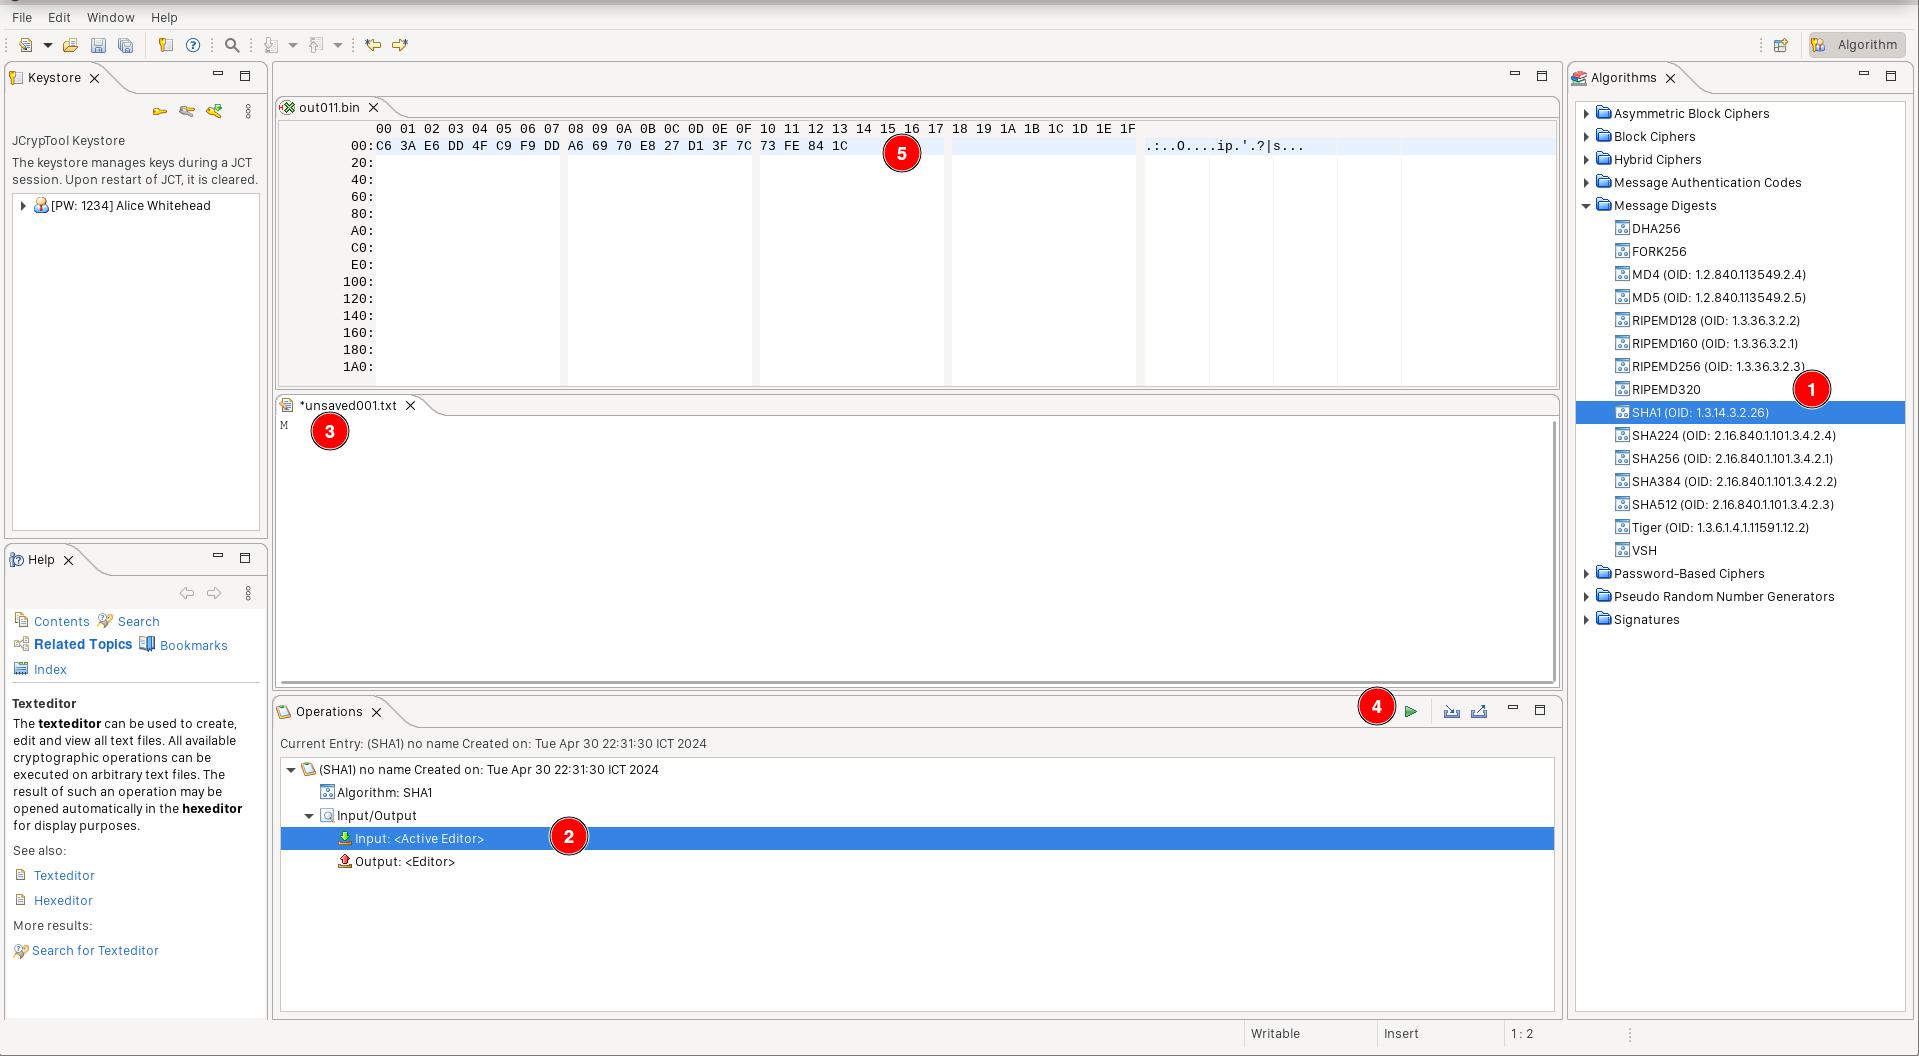 File Edit Window Help
Algorithm
Keystore
JCrypTool Keystore
The keystore manages keys during a JCT
session. Upon restart of JCT, it is cleared.
[PW: 1234] Alice Whitehead
Help
Contents Search
Related Topics Bookmarks
Index
Texteditor
The texteditor can be used to create,
edit and view all text files. All available
cryptographic operations can be
executed on arbitrary text files. The
result of such an operation may be
opened automatically in the hexeditor
for display purposes.
See also:
Texteditor
Hexeditor
More results:
Search for Texteditor
out011.bin
00 01 02 03 04 05 06 07 08 09 0A 0B 0C 0D 0E 0F 10 11 12 13 14 15 16 17 18 19 1A 1B 1C 1D 1E 1F
00: C6 3A E6 DD 4F C9 F9 DD A6 69 70 E8 27 D1 3F 7C 73 FE 84 1C .:..O....ip.'.?|s...
5
20:
40:
60:
80:
A0:
C0:
E0:
100:
120:
140:
160:
180:
1A0:
*unsaved001.txt
M
3
Operations
4
Current Entry: (SHA1) no name Created on: Tue Apr 30 22:31:30 ICT 2024
(SHA1) no name Created on: Tue Apr 30 22:31:30 ICT 2024
Algorithm: SHA1
Input/Output
Input: <Active Editor>
2
Output: <Editor>
Algorithms
Asymmetric Block Ciphers
Block Ciphers
Hybrid Ciphers
Message Authentication Codes
Message Digests
DHA256
FORK256
MD4 (OID: 1.2.840.113549.2.4)
MD5 (OID: 1.2.840.113549.2.5)
RIPEMD128 (OID: 1.3.36.3.2.2)
RIPEMD160 (OID: 1.3.36.3.2.1)
RIPEMD256 (OID: 1.3.36.3.2.3)
RIPEMD320
1
SHA1 (OID: 1.3.14.3.2.26)
SHA224 (OID: 2.16.840.1.101.3.4.2.4)
SHA256 (OID: 2.16.840.1.101.3.4.2.1)
SHA384 (OID: 2.16.840.1.101.3.4.2.2)
SHA512 (OID: 2.16.840.1.101.3.4.2.3)
Tiger (OID: 1.3.6.1.4.1.11591.12.2)
VSH
Password-Based Ciphers
Pseudo Random Number Generators
Signatures
Writable Insert 1 : 2